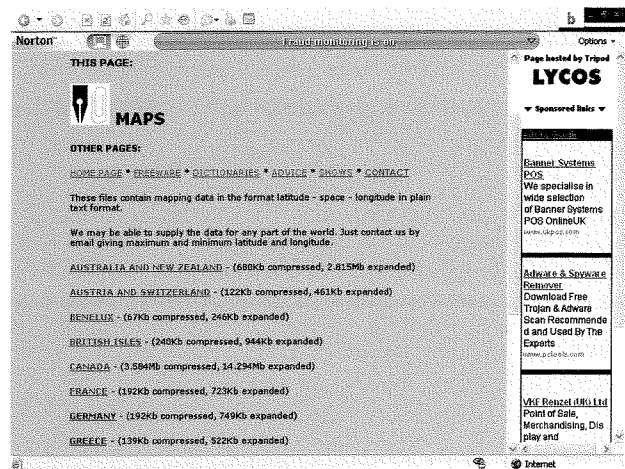 Norton™
Fraud monitoring is on
Options
THIS PAGE:
MAPS
OTHER PAGES:
HOME PAGE * FREEWARE * DICTIONARIES * ADVICE * SHOWS * CONTACT
These files contain mapping data in the format latitude - space - longitude in plain
text format.
We may be able to supply the data for any part of the world. Just contact us by
email giving maximum and minimum latitude and longitude.
AUSTRALIA AND NEW ZEALAND - (680Kb compressed, 2.815Mb expanded)
AUSTRIA AND SWITZERLAND - (122Kb compressed, 461Kb expanded)
BENELUX - (67Kb compressed, 246Kb expanded)
BRITISH ISLES - (240Kb compressed, 944Kb expanded)
CANADA - (3.584Mb compressed, 14.294Mb expanded)
FRANCE - (192Kb compressed, 723Kb expanded)
GERMANY - (192Kb compressed, 749Kb expanded)
GREECE - (139Kb compressed, 522Kb expanded)
Page hosted by Tripod
LYCOS
Sponsored links
Banner Systems
POS
We specialise in
wide selection
of Banner Systems
POS OnlineUK
www.ukpos.com
Adware & Spyware
Remover
Download Free
Trojan & Adware
Scan Recommende
d and Used By The
Experts
www.pstools.com
VKF Renzel (UK) Ltd
Point of Sale,
Merchandising, Dis
play and
Internet